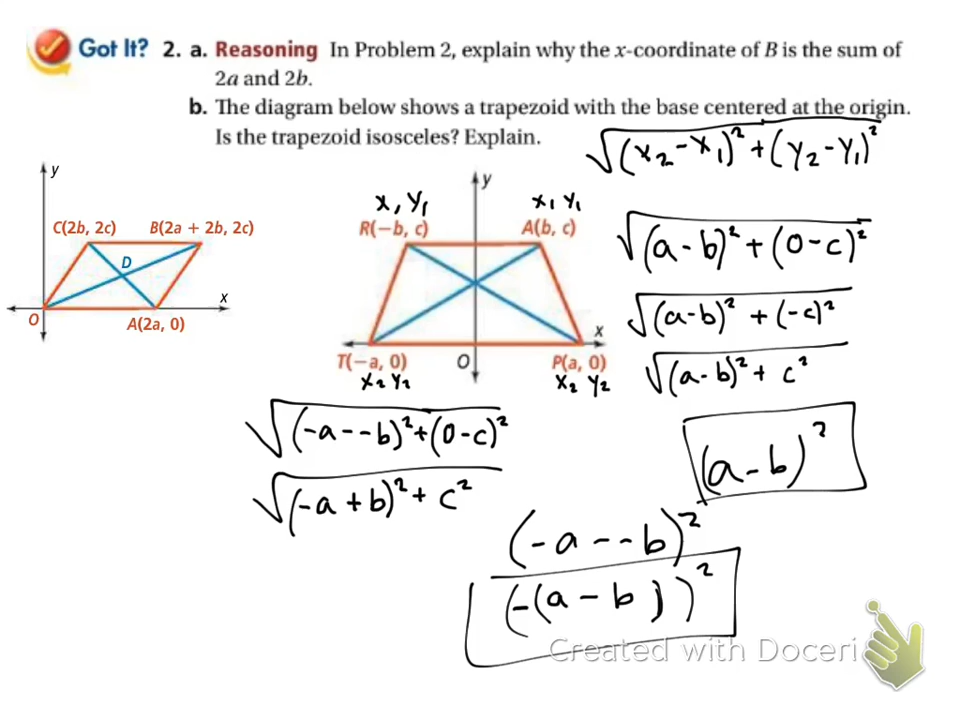 Got It? 2. a. Reasoning In Problem 2, explain why the x-coordinate of B is the sum of
2a and 2b.
b. The diagram below shows a trapezoid with the base centered at the origin.
Is the trapezoid isosceles? Explain.
√(x₂-x₁)²+(y₂-y₁)²
y
C(2b, 2c) B(2a + 2b, 2c)
D
x
O
A(2a, 0)
y
x, y₁ x₁ y₁
R(−b, c) A(b, c)
x
T(−a, 0) O P(a, 0)
x₂ y₂ x₂ y₂
√(a-b)²+(0-c)²
√(a-b)²+(-c)²
√(a-b)²+c²
(a-b)²
√(-a--b)²+(0-c)²
√(-a+b)²+c²
(-a--b)²
(-(a-b))²
Created with Doceri